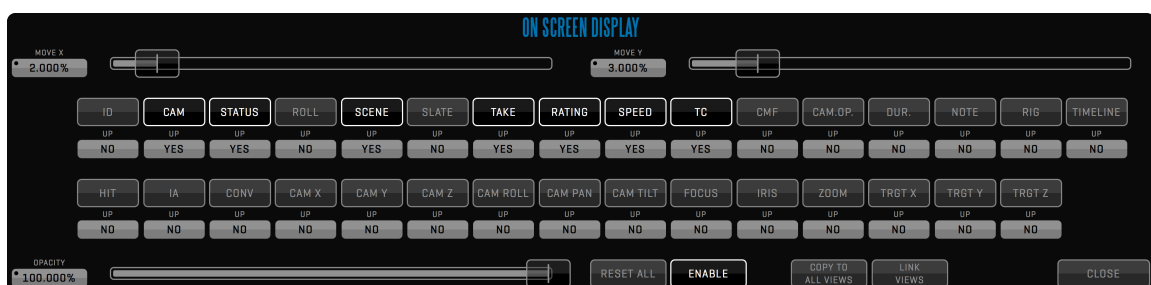 ON SCREEN DISPLAY
MOVE X MOVE Y
2.000% 3.000%
ID CAM STATUS ROLL SCENE SLATE TAKE RATING SPEED TC CMF CAM.OP. DUR. NOTE RIG TIMELINE
UP UP UP UP UP UP UP UP UP UP UP UP UP UP UP UP
NO YES YES NO YES NO YES YES YES YES NO NO NO NO NO NO
HIT IA CONV CAM X CAM Y CAM Z CAM ROLL CAM PAN CAM TILT FOCUS IRIS ZOOM TRGT X TRGT Y TRGT Z
UP UP UP UP UP UP UP UP UP UP UP UP UP UP UP
NO NO NO NO NO NO NO NO NO NO NO NO NO NO NO
OPACITY
100.000% RESET ALL ENABLE COPY TO ALL VIEWS LINK VIEWS CLOSE